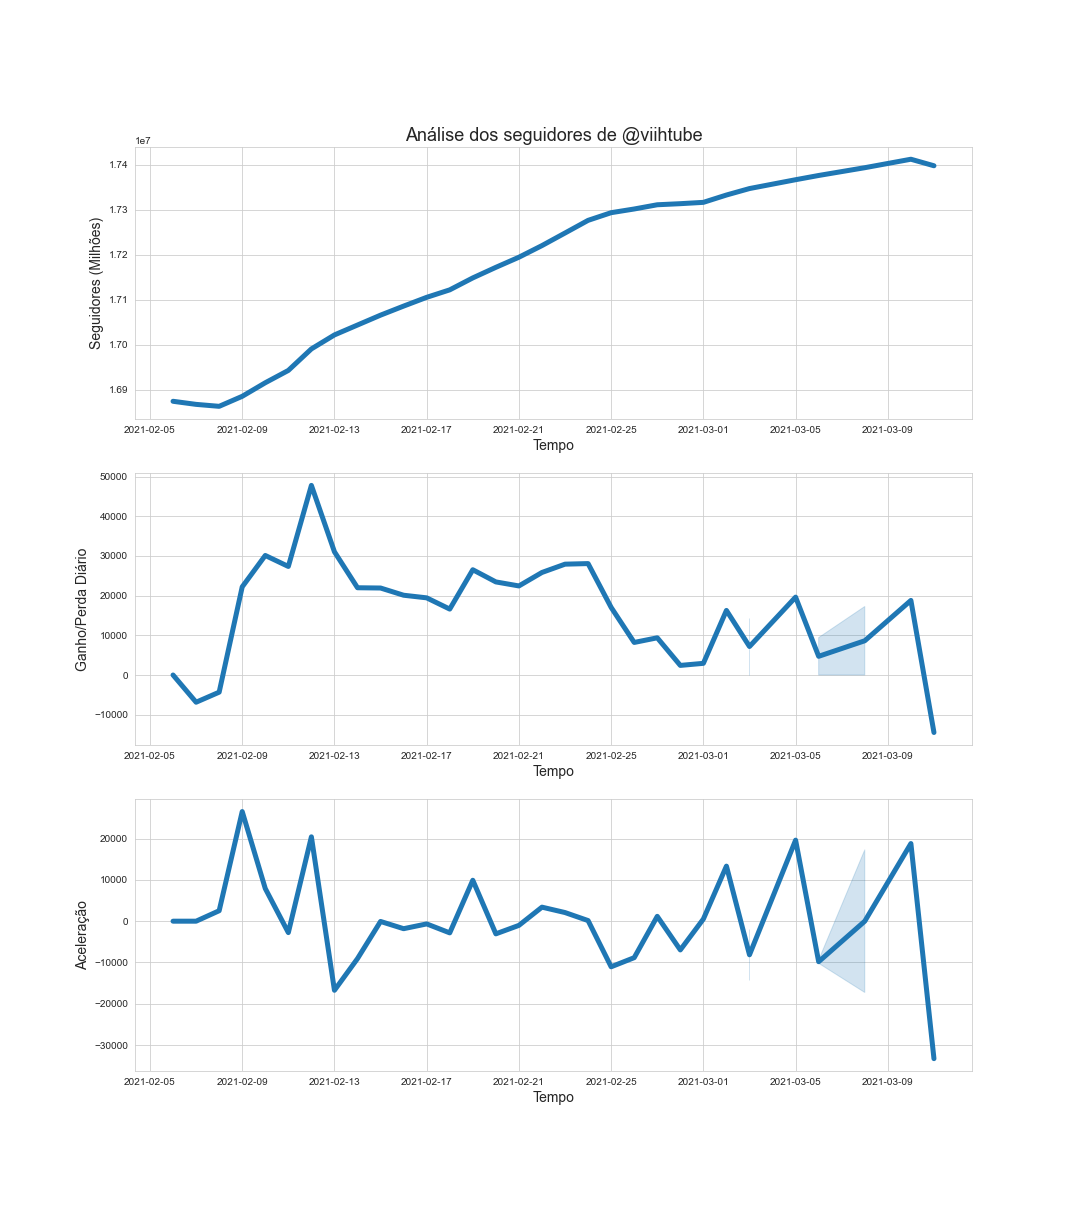 Análise dos seguidores de @viihtube
1e7
1.74
1.73
1.72
1.71
1.70
1.69
Seguidores (Milhões)
2021-02-05 2021-02-09 2021-02-13 2021-02-17 2021-02-21 2021-02-25 2021-03-01 2021-03-05 2021-03-09
Tempo
50000
40000
30000
20000
10000
0
−10000
Ganho/Perda Diário
2021-02-05 2021-02-09 2021-02-13 2021-02-17 2021-02-21 2021-02-25 2021-03-01 2021-03-05 2021-03-09
Tempo
20000
10000
0
−10000
−20000
−30000
Aceleração
2021-02-05 2021-02-09 2021-02-13 2021-02-17 2021-02-21 2021-02-25 2021-03-01 2021-03-05 2021-03-09
Tempo